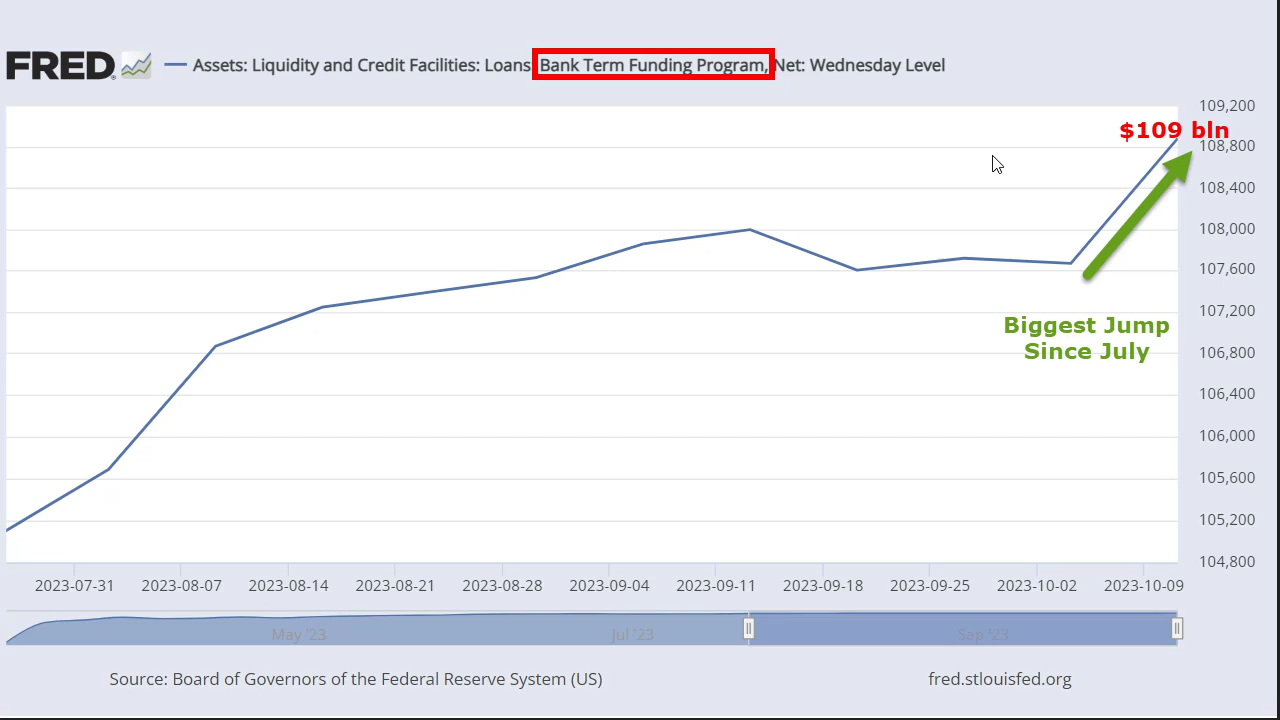 FRED
Assets: Liquidity and Credit Facilities: Loans: Bank Term Funding Program, Net: Wednesday Level
109,200
$109 bln
108,800
108,400
108,000
107,600
107,200
Biggest Jump
Since July
106,800
106,400
106,000
105,600
105,200
104,800
2023-07-31 2023-08-07 2023-08-14 2023-08-21 2023-08-28 2023-09-04 2023-09-11 2023-09-18 2023-09-25 2023-10-02 2023-10-09
May '23 Jul '23 Sep '23
Source: Board of Governors of the Federal Reserve System (US) fred.stlouisfed.org